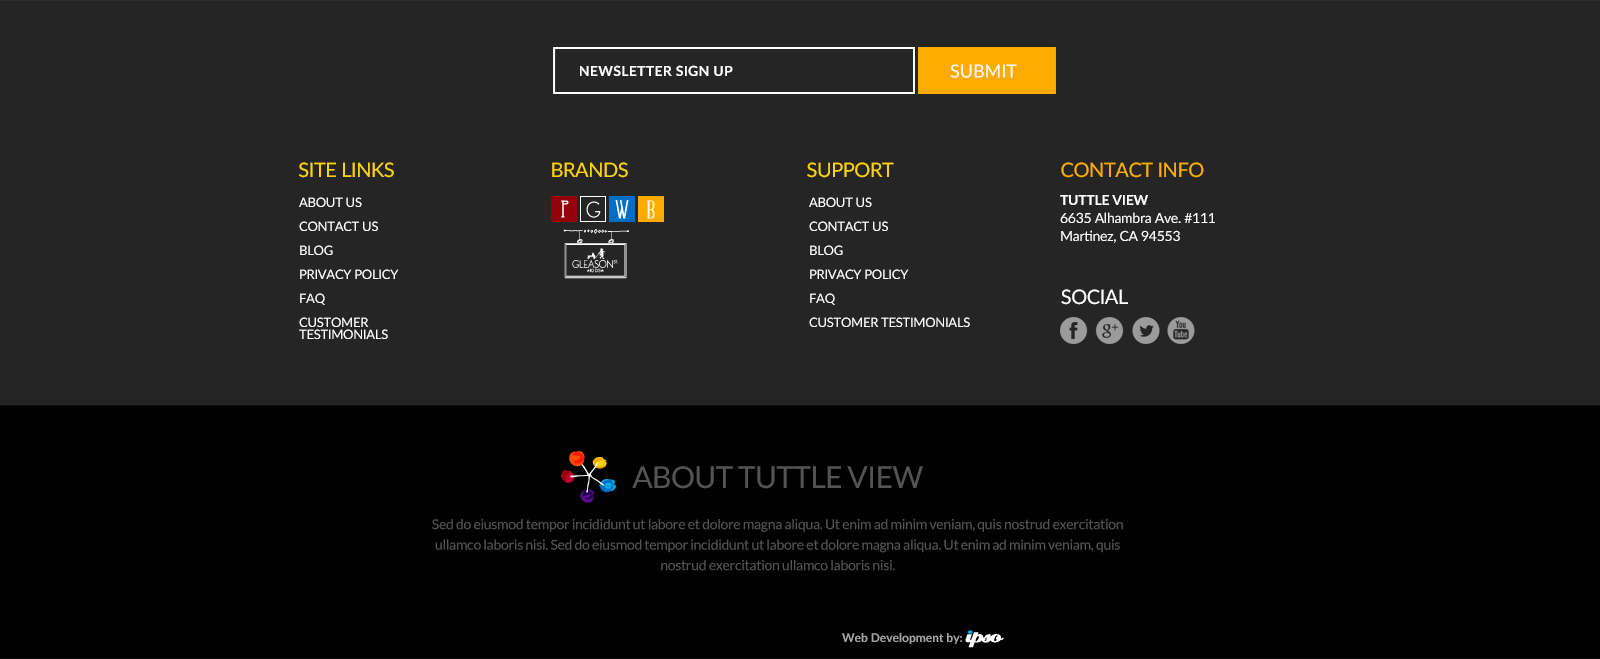 NEWSLETTER SIGN UP
SUBMIT
SITE LINKS
ABOUT US
CONTACT US
BLOG
PRIVACY POLICY
FAQ
CUSTOMER
TESTIMONIALS
BRANDS
P G W B
GLEASON
SUPPORT
ABOUT US
CONTACT US
BLOG
PRIVACY POLICY
FAQ
CUSTOMER TESTIMONIALS
CONTACT INFO
TUTTLE VIEW
6635 Alhambra Ave. #111
Martinez, CA 94553
SOCIAL
f g+ You Tube
ABOUT TUTTLE VIEW
Sed do eiusmod tempor incididunt ut labore et dolore magna aliqua. Ut enim ad minim veniam, quis nostrud exercitation
ullamco laboris nisi. Sed do eiusmod tempor incididunt ut labore et dolore magna aliqua. Ut enim ad minim veniam, quis
nostrud exercitation ullamco laboris nisi.
Web Development by: ipso